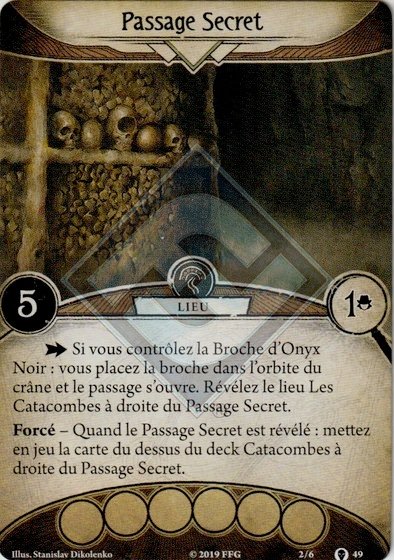 Passage Secret
5
LIEU
1
Si vous contrôlez la Broche d'Onyx
Noir : vous placez la broche dans l'orbite du
crâne et le passage s'ouvre. Révélez le lieu Les
Catacombes à droite du Passage Secret.
Forcé – Quand le Passage Secret est révélé : mettez
en jeu la carte du dessus du deck Catacombes à
droite du Passage Secret.
Illus. Stanislav Dikolenko © 2019 FFG 2/6 49